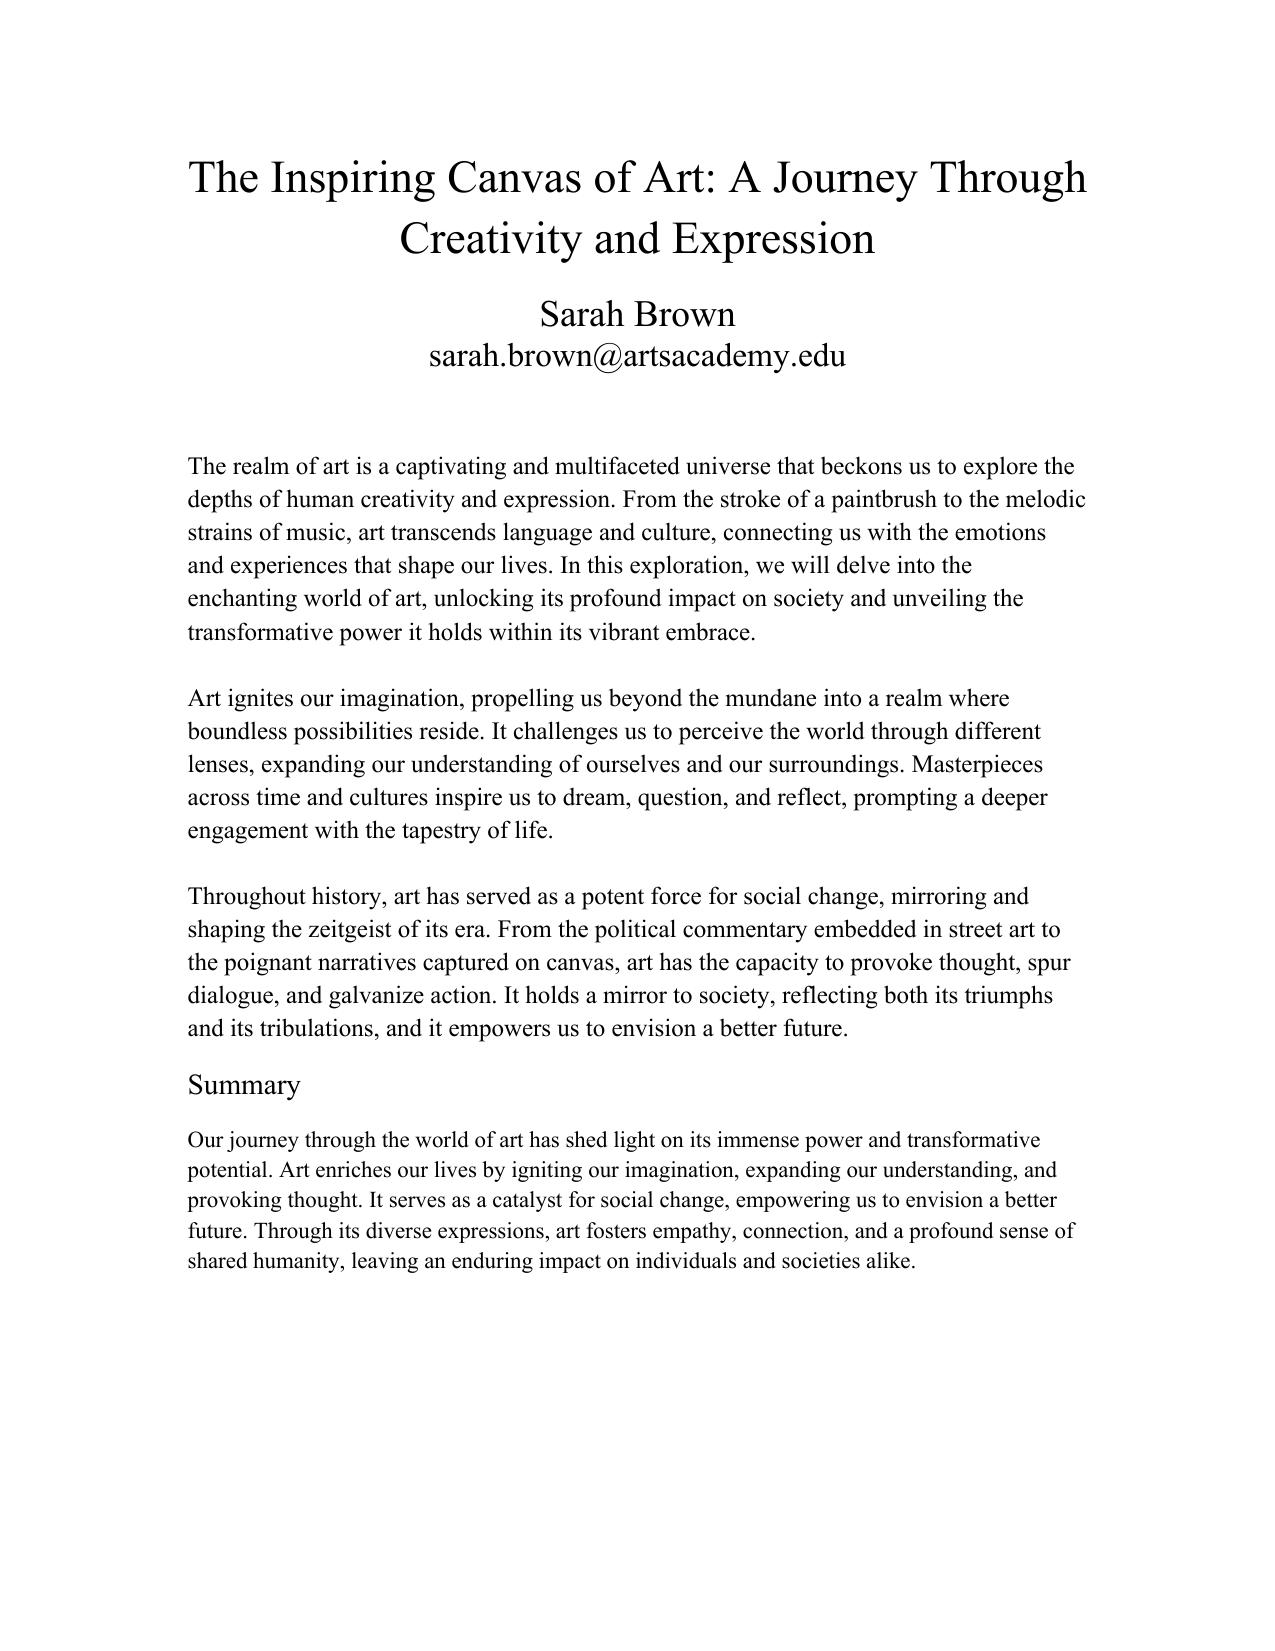 The Inspiring Canvas of Art: A Journey Through
Creativity and Expression
Sarah Brown
sarah.brown@artsacademy.edu
The realm of art is a captivating and multifaceted universe that beckons us to explore the
depths of human creativity and expression. From the stroke of a paintbrush to the melodic
strains of music, art transcends language and culture, connecting us with the emotions
and experiences that shape our lives. In this exploration, we will delve into the
enchanting world of art, unlocking its profound impact on society and unveiling the
transformative power it holds within its vibrant embrace.
Art ignites our imagination, propelling us beyond the mundane into a realm where
boundless possibilities reside. It challenges us to perceive the world through different
lenses, expanding our understanding of ourselves and our surroundings. Masterpieces
across time and cultures inspire us to dream, question, and reflect, prompting a deeper
engagement with the tapestry of life.
Throughout history, art has served as a potent force for social change, mirroring and
shaping the zeitgeist of its era. From the political commentary embedded in street art to
the poignant narratives captured on canvas, art has the capacity to provoke thought, spur
dialogue, and galvanize action. It holds a mirror to society, reflecting both its triumphs
and its tribulations, and it empowers us to envision a better future.
Summary
Our journey through the world of art has shed light on its immense power and transformative
potential. Art enriches our lives by igniting our imagination, expanding our understanding, and
provoking thought. It serves as a catalyst for social change, empowering us to envision a better
future. Through its diverse expressions, art fosters empathy, connection, and a profound sense of
shared humanity, leaving an enduring impact on individuals and societies alike.